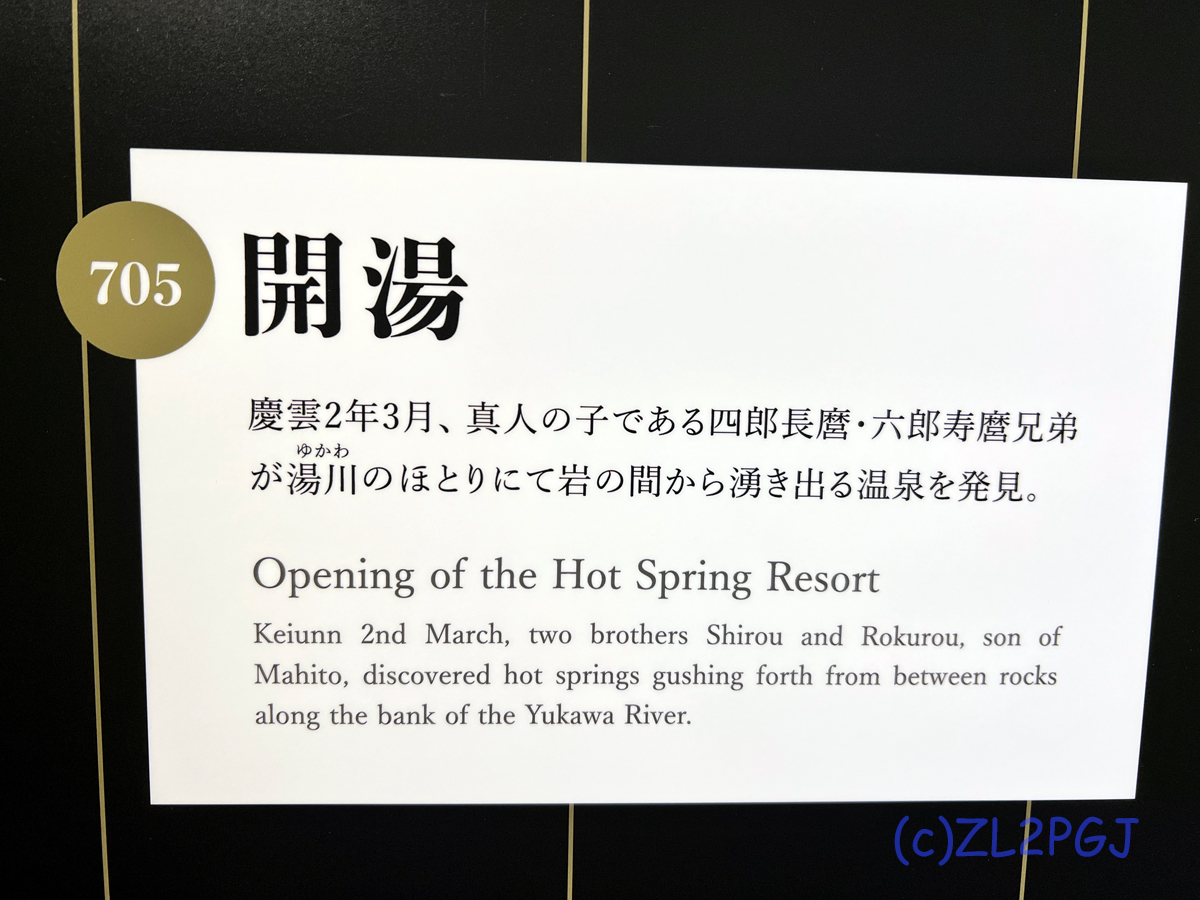 705
開湯
慶雲2年3月、真人の子である四郎長麿・六郎寿麿兄弟
ゆかわ
が湯川のほとりにて岩の間から湧き出る温泉を発見。
Opening of the Hot Spring Resort
Keiunn 2nd March, two brothers Shirou and Rokurou, son of
Mahito, discovered hot springs gushing forth from between rocks
along the bank of the Yukawa River.
(c)ZL2PGJ